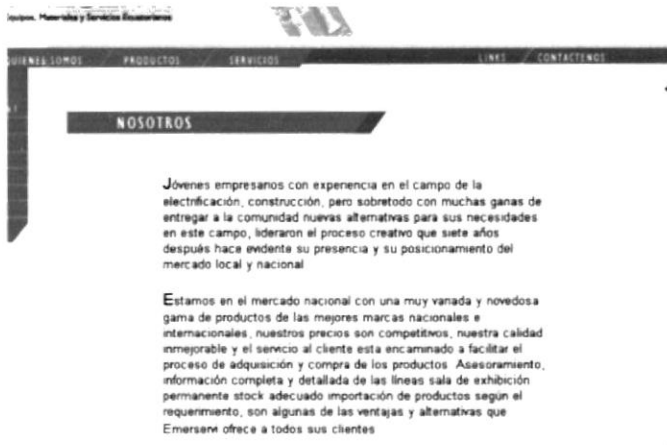 Equipos, Materiales y Servicios Ecuatorianos
QUIENES SOMOS PRODUCTOS SERVICIOS LINKS CONTACTENOS
NOSOTROS
Jóvenes empresarios con experiencia en el campo de la
electrificación, construcción, pero sobretodo con muchas ganas de
entregar a la comunidad nuevas alternativas para sus necesidades
en este campo, lideraron el proceso creativo que siete años
después hace evidente su presencia y su posicionamiento del
mercado local y nacional
Estamos en el mercado nacional con una muy variada y novedosa
gama de productos de las mejores marcas nacionales e
internacionales, nuestros precios son competitivos, nuestra calidad
inmejorable y el servicio al cliente esta encaminado a facilitar el
proceso de adquisición y compra de los productos Asesoramiento,
información completa y detallada de las líneas sala de exhibición
permanente stock adecuado importación de productos según el
requerimiento, son algunas de las ventajas y alternativas que
Emerservi ofrece a todos sus clientes